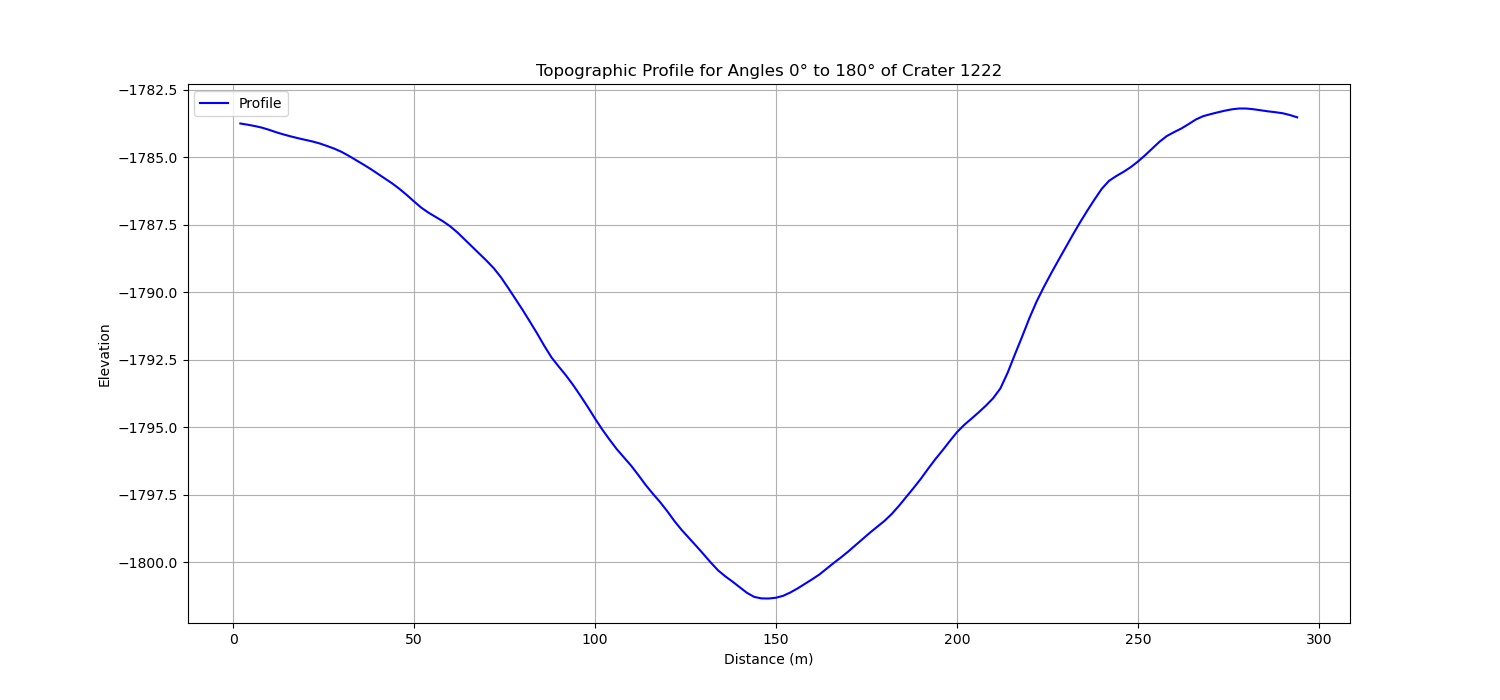 Topographic Profile for Angles 0° to 180° of Crater 1222
Profile
Elevation
−1782.5
−1785.0
−1787.5
−1790.0
−1792.5
−1795.0
−1797.5
−1800.0
0 50 100 150 200 250 300
Distance (m)